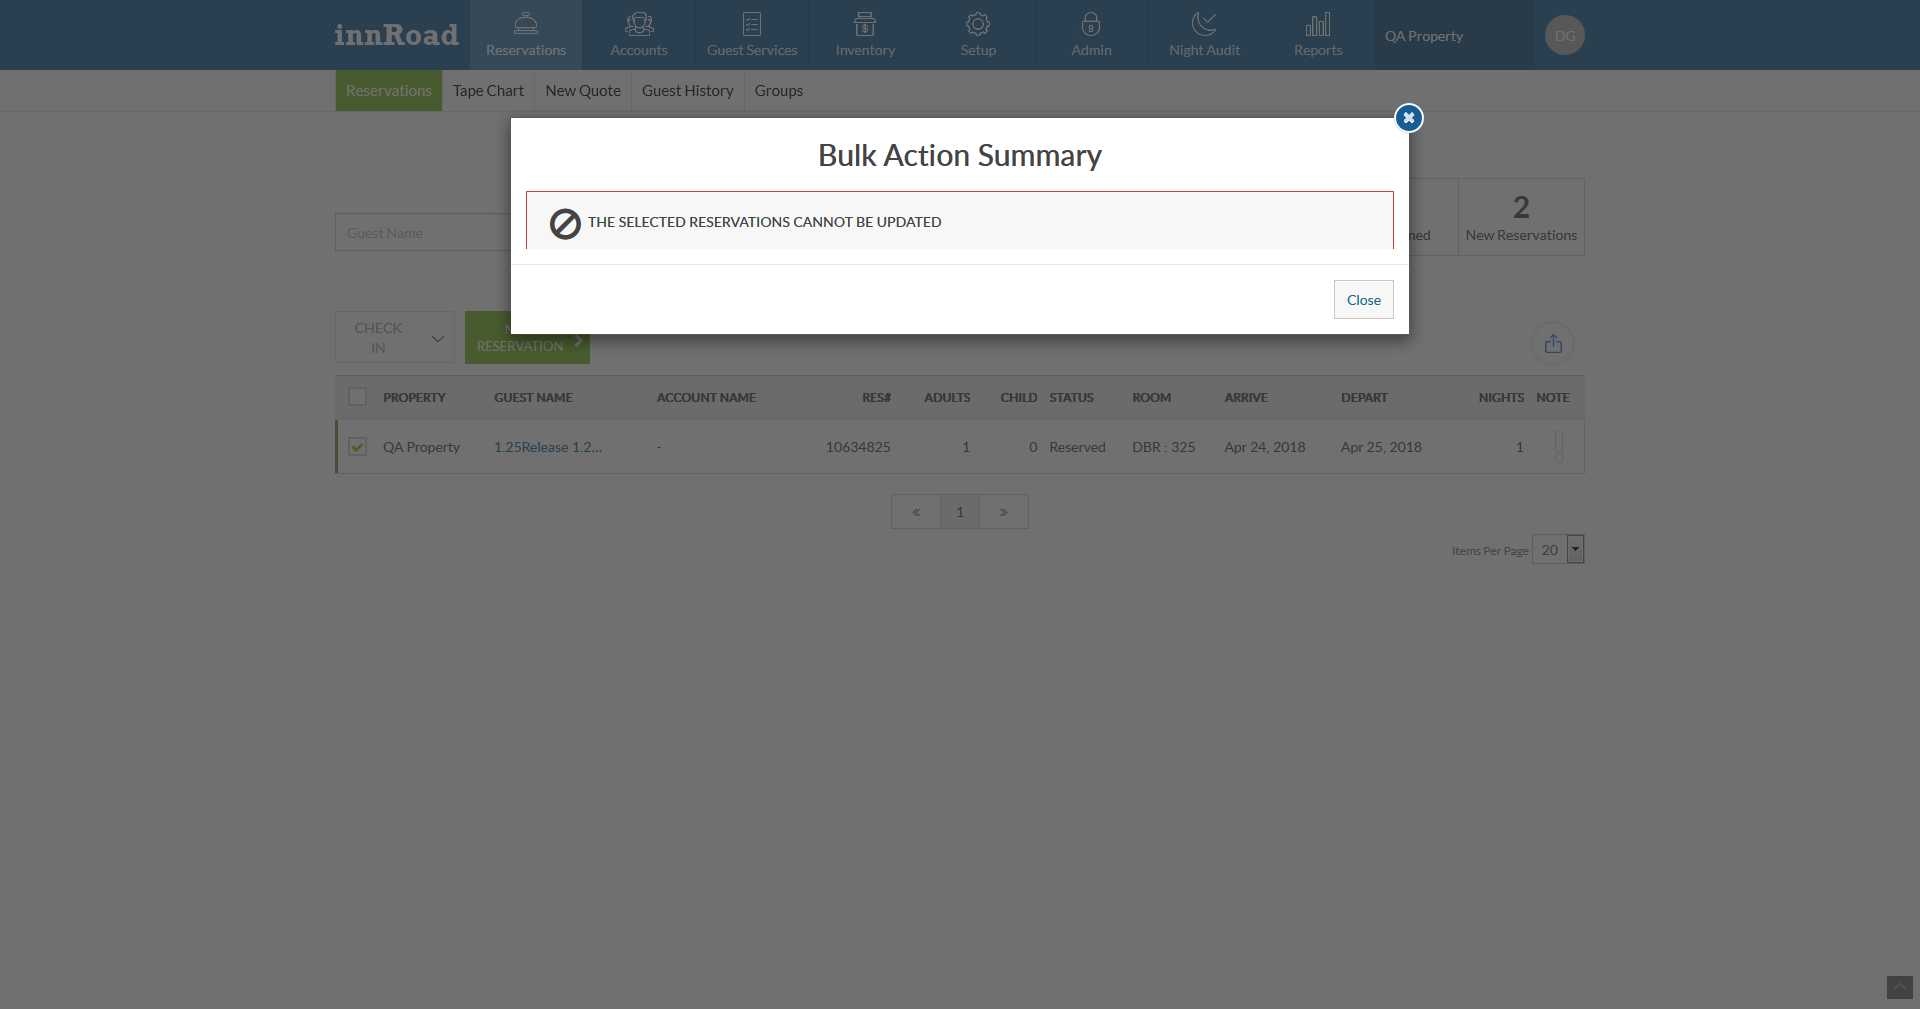 innRoad
Reservations
Accounts
Guest Services
Inventory
Setup
Admin
Night Audit
Reports
QA Property
DG
Reservations
Tape Chart
New Quote
Guest History
Groups
Bulk Action Summary
THE SELECTED RESERVATIONS CANNOT BE UPDATED
Close
Guest Name
2
New Reservations
CHECK
IN
RESERVATION
PROPERTY GUEST NAME ACCOUNT NAME RES# ADULTS CHILD STATUS ROOM ARRIVE DEPART NIGHTS NOTE
QA Property 1.25Release 1.2... - 10634825 1 0 Reserved DBR : 325 Apr 24, 2018 Apr 25, 2018 1
« 1 »
Items Per Page 20